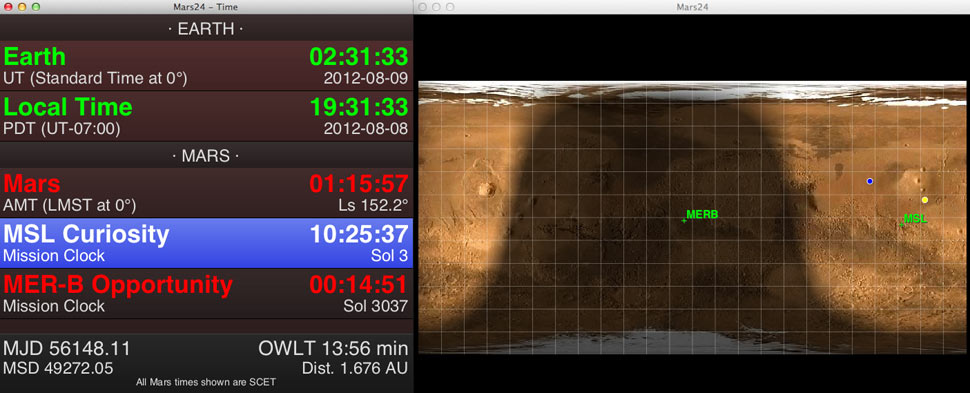 Mars24 - Time
· EARTH ·
Earth 02:31:33
UT (Standard Time at 0°) 2012-08-09
Local Time 19:31:33
PDT (UT-07:00) 2012-08-08
· MARS ·
Mars 01:15:57
AMT (LMST at 0°) Ls 152.2°
MSL Curiosity 10:25:37
Mission Clock Sol 3
MER-B Opportunity 00:14:51
Mission Clock Sol 3037
MJD 56148.11 OWLT 13:56 min
MSD 49272.05 Dist. 1.676 AU
All Mars times shown are SCET
Mars24
MERB
MSL